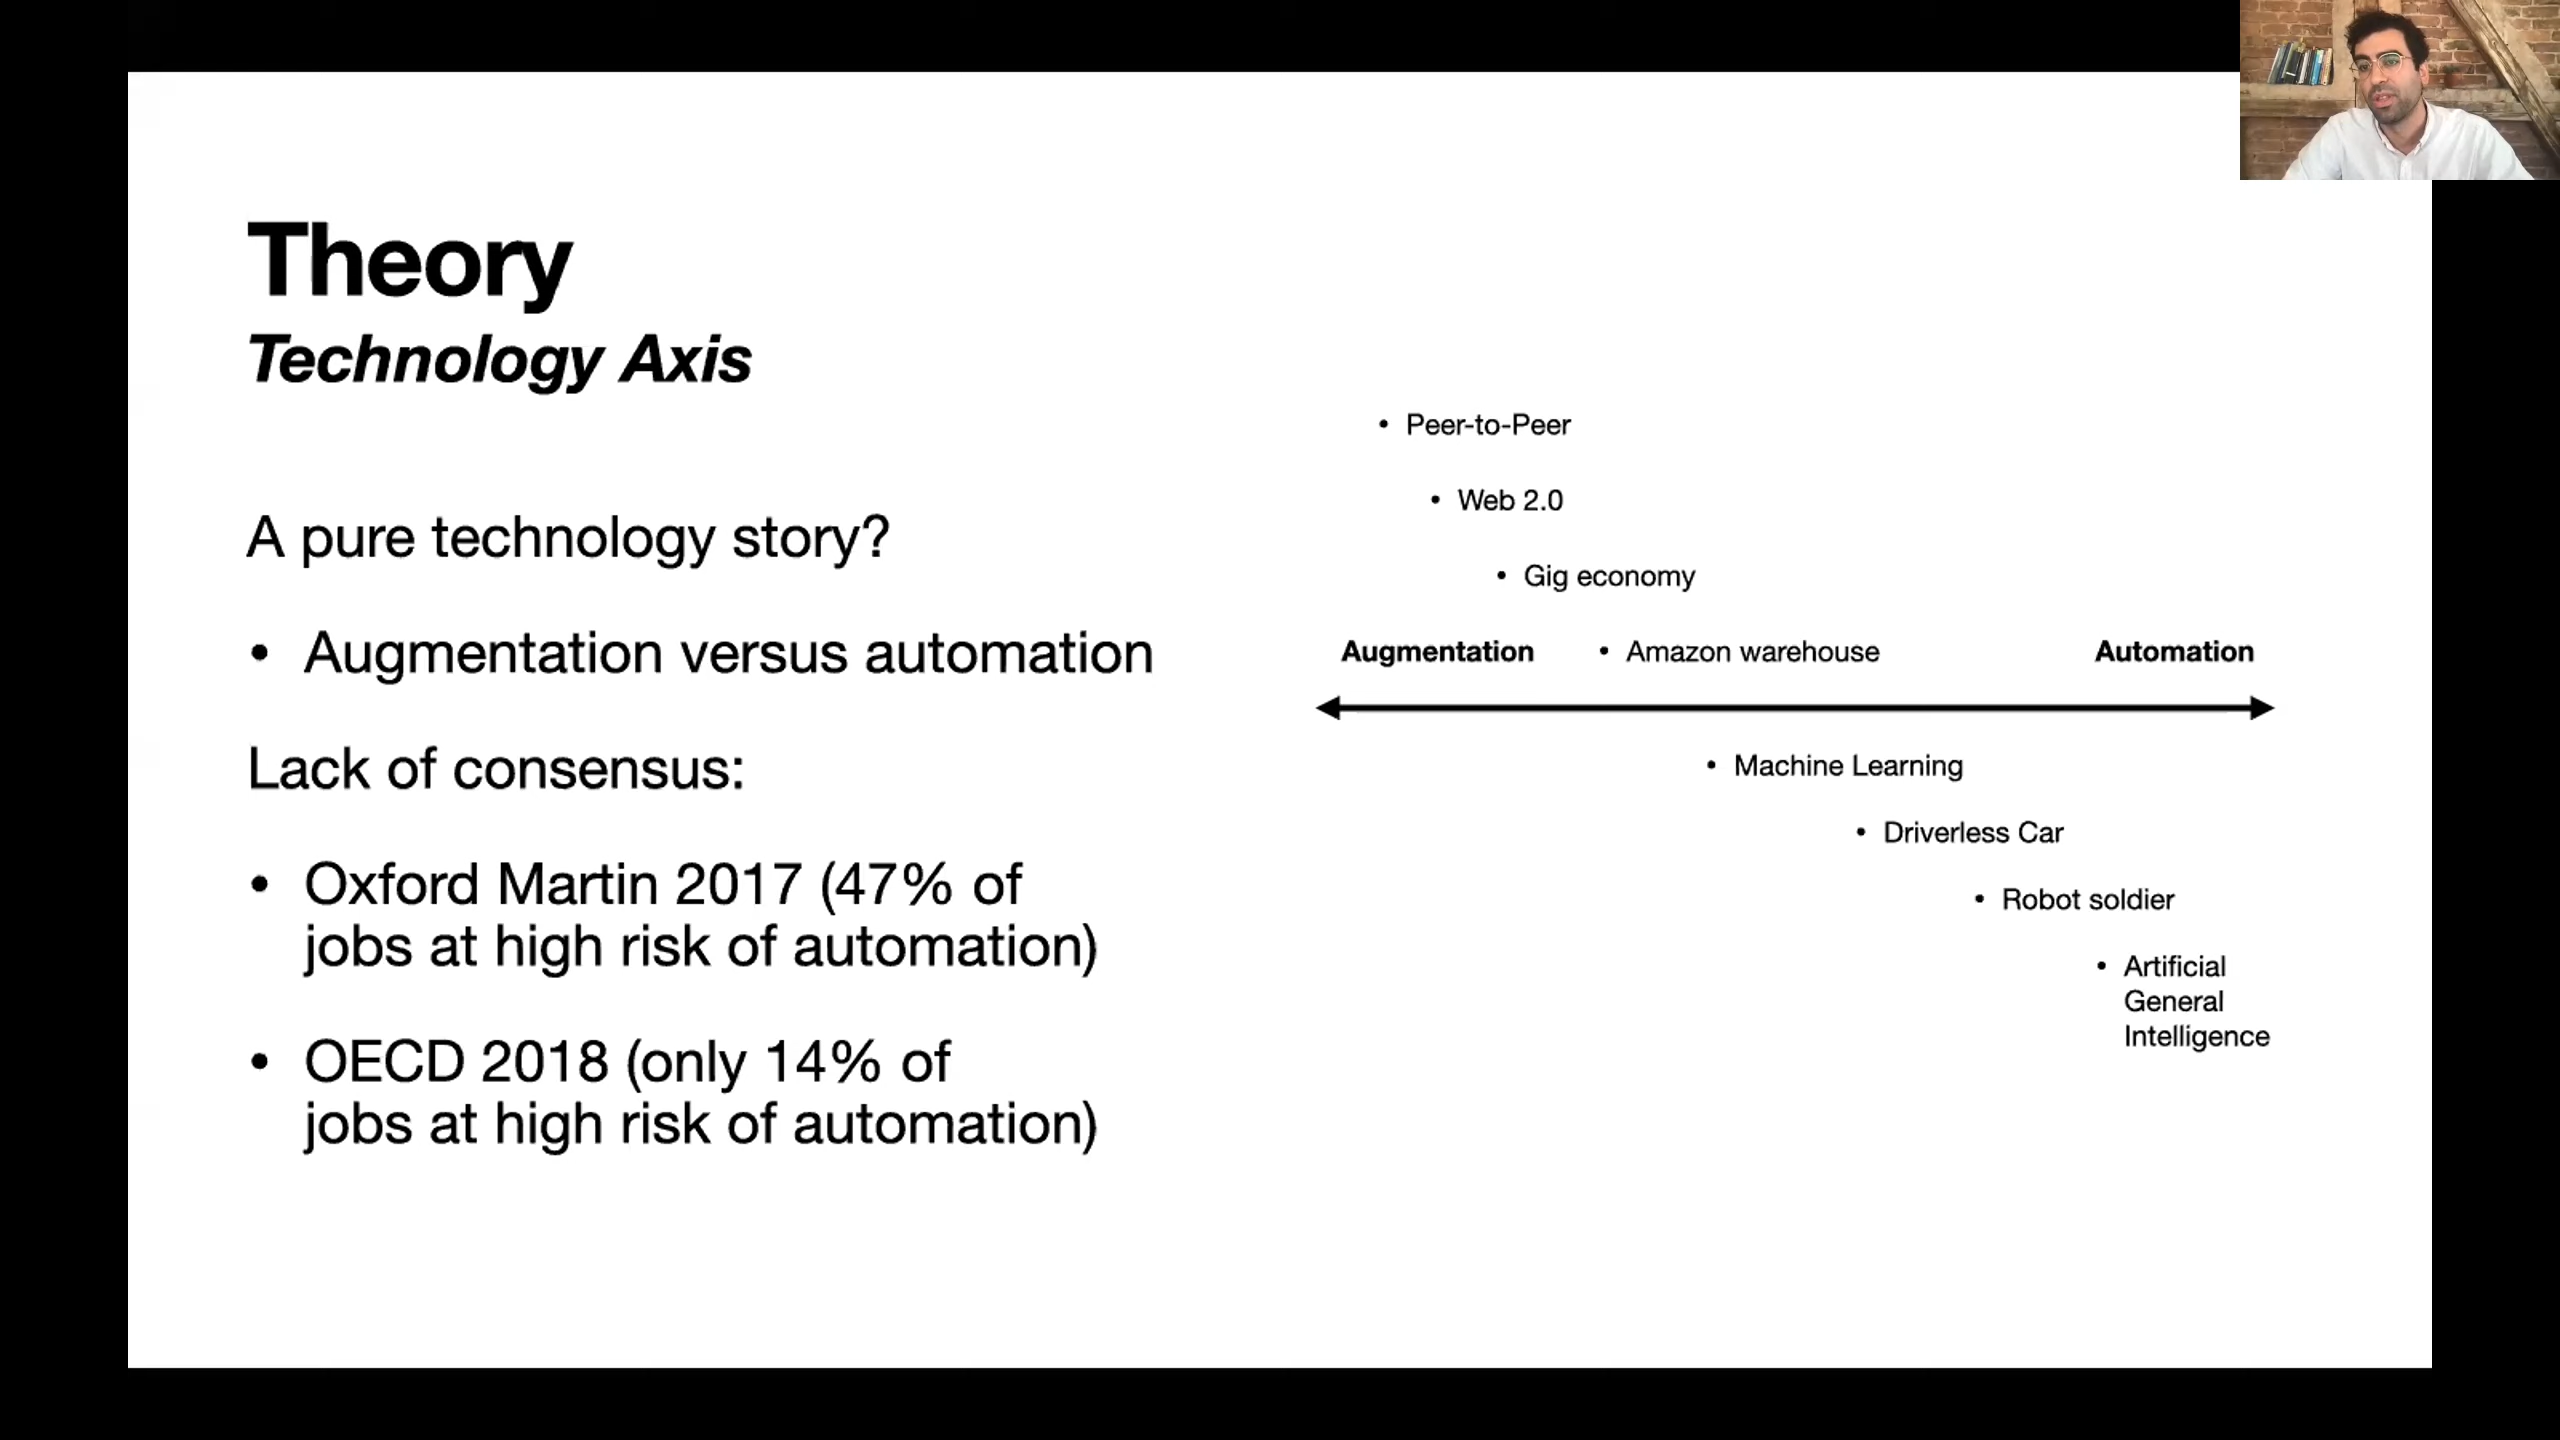 Theory
Technology Axis
A pure technology story?
• Augmentation versus automation
Lack of consensus:
• Oxford Martin 2017 (47% of
jobs at high risk of automation)
• OECD 2018 (only 14% of
jobs at high risk of automation)
• Peer-to-Peer
• Web 2.0
• Gig economy
Augmentation
• Amazon warehouse
Automation
• Machine Learning
• Driverless Car
• Robot soldier
• Artificial
General
Intelligence